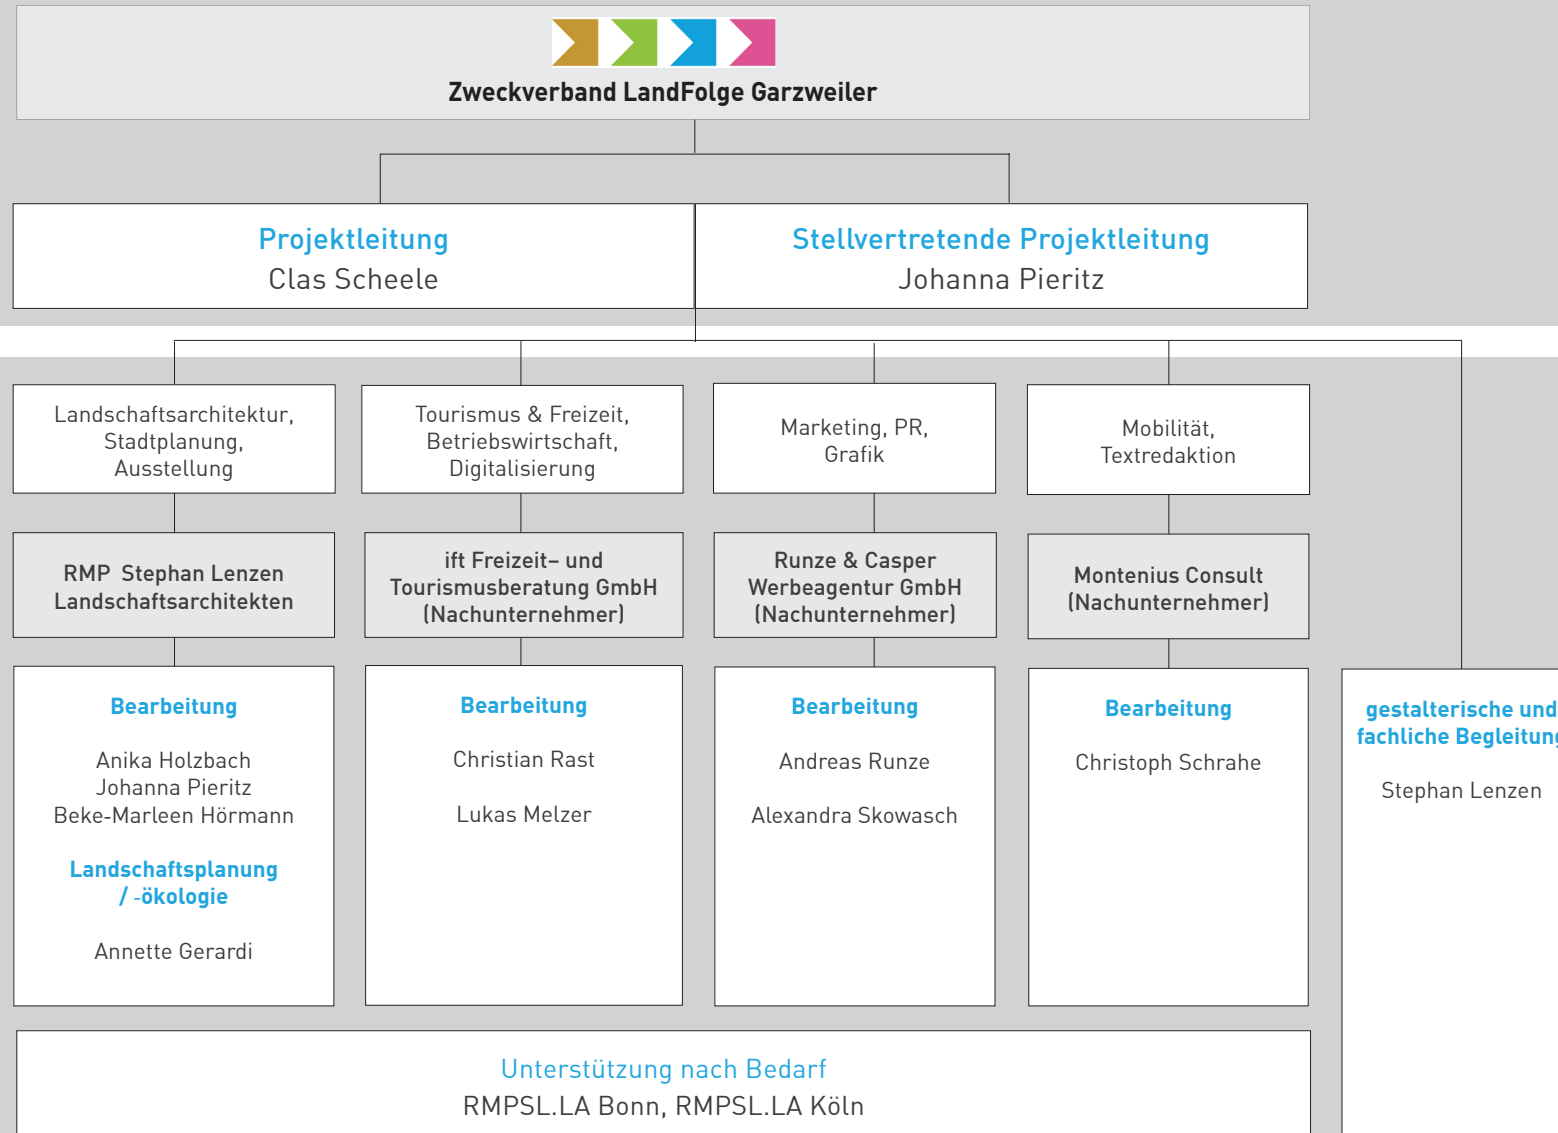 Zweckverband LandFolge Garzweiler
Projektleitung
Clas Scheele
Stellvertretende Projektleitung
Johanna Pieritz
Landschaftsarchitektur,
Stadtplanung,
Ausstellung
Tourismus & Freizeit,
Betriebswirtschaft,
Digitalisierung
Marketing, PR,
Grafik
Mobilität,
Textredaktion
RMP Stephan Lenzen
Landschaftsarchitekten
ift Freizeit– und
Tourismusberatung GmbH
(Nachunternehmer)
Runze & Casper
Werbeagentur GmbH
(Nachunternehmer)
Montenius Consult
(Nachunternehmer)
Bearbeitung
Anika Holzbach
Johanna Pieritz
Beke-Marleen Hörmann
Landschaftsplanung
/ -ökologie
Annette Gerardi
Bearbeitung
Christian Rast
Lukas Melzer
Bearbeitung
Andreas Runze
Alexandra Skowasch
Bearbeitung
Christoph Schrahe
gestalterische und
fachliche Begleitung
Stephan Lenzen
Unterstützung nach Bedarf
RMPSL.LA Bonn, RMPSL.LA Köln